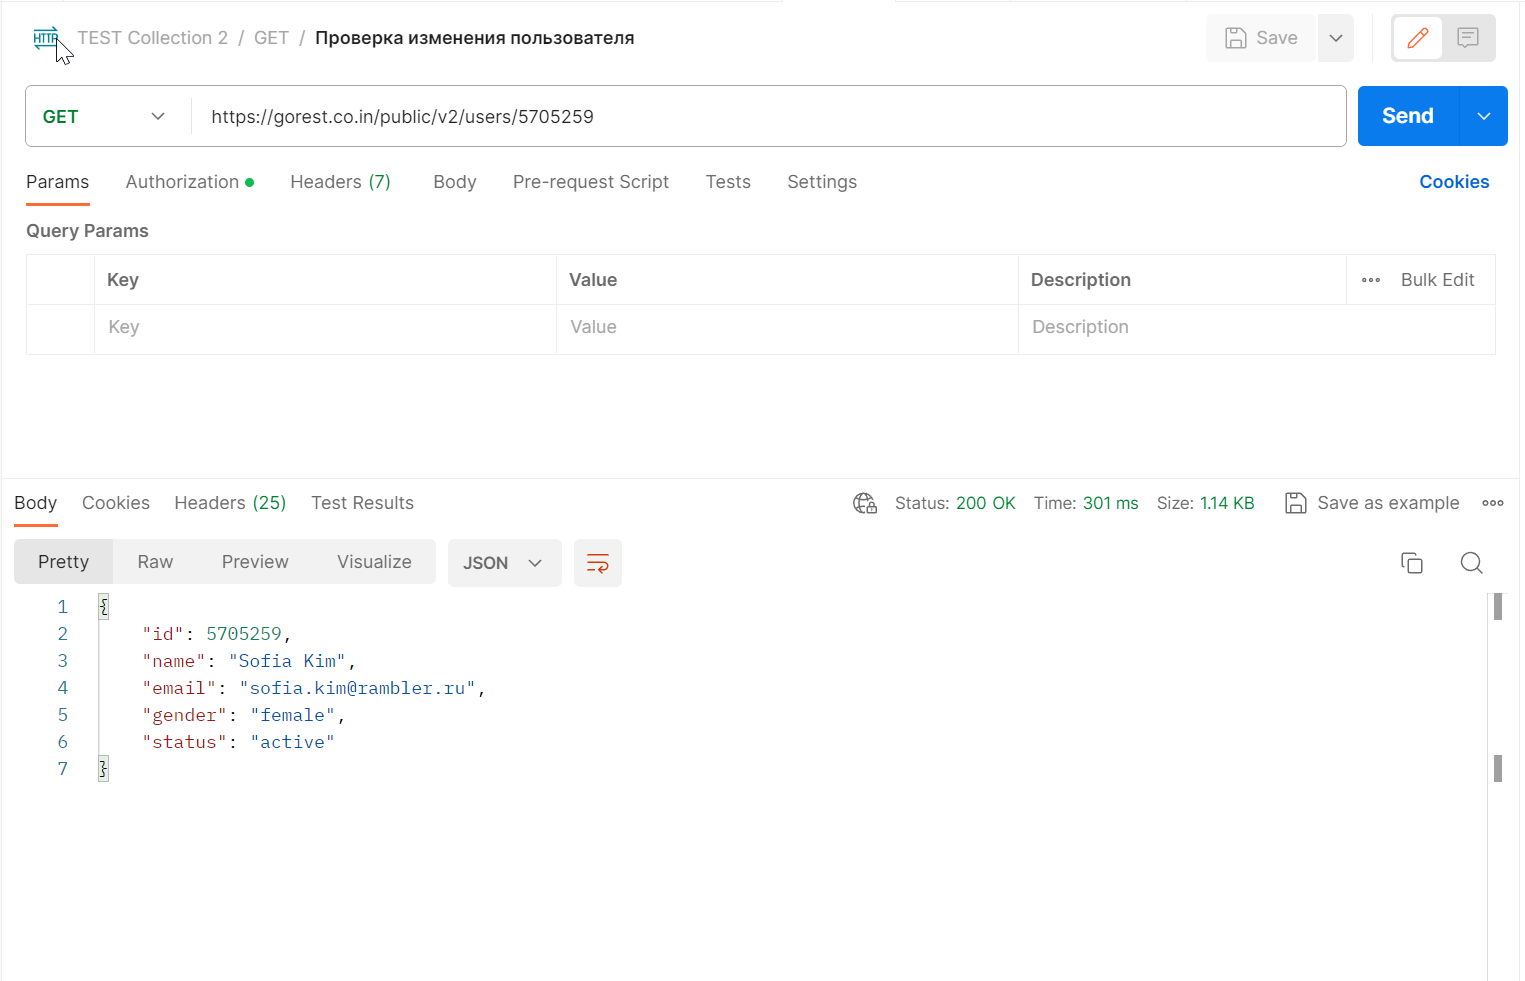 HTTP TEST Collection 2 / GET / Проверка изменения пользователя Save
GET https://gorest.co.in/public/v2/users/5705259 Send
Params Authorization Headers (7) Body Pre-request Script Tests Settings Cookies
Query Params
Key Value Description Bulk Edit
Key Value Description
Body Cookies Headers (25) Test Results Status: 200 OK Time: 301 ms Size: 1.14 KB Save as example
Pretty Raw Preview Visualize JSON
1 {
2 "id": 5705259,
3 "name": "Sofia Kim",
4 "email": "sofia.kim@rambler.ru",
5 "gender": "female",
6 "status": "active"
7 }